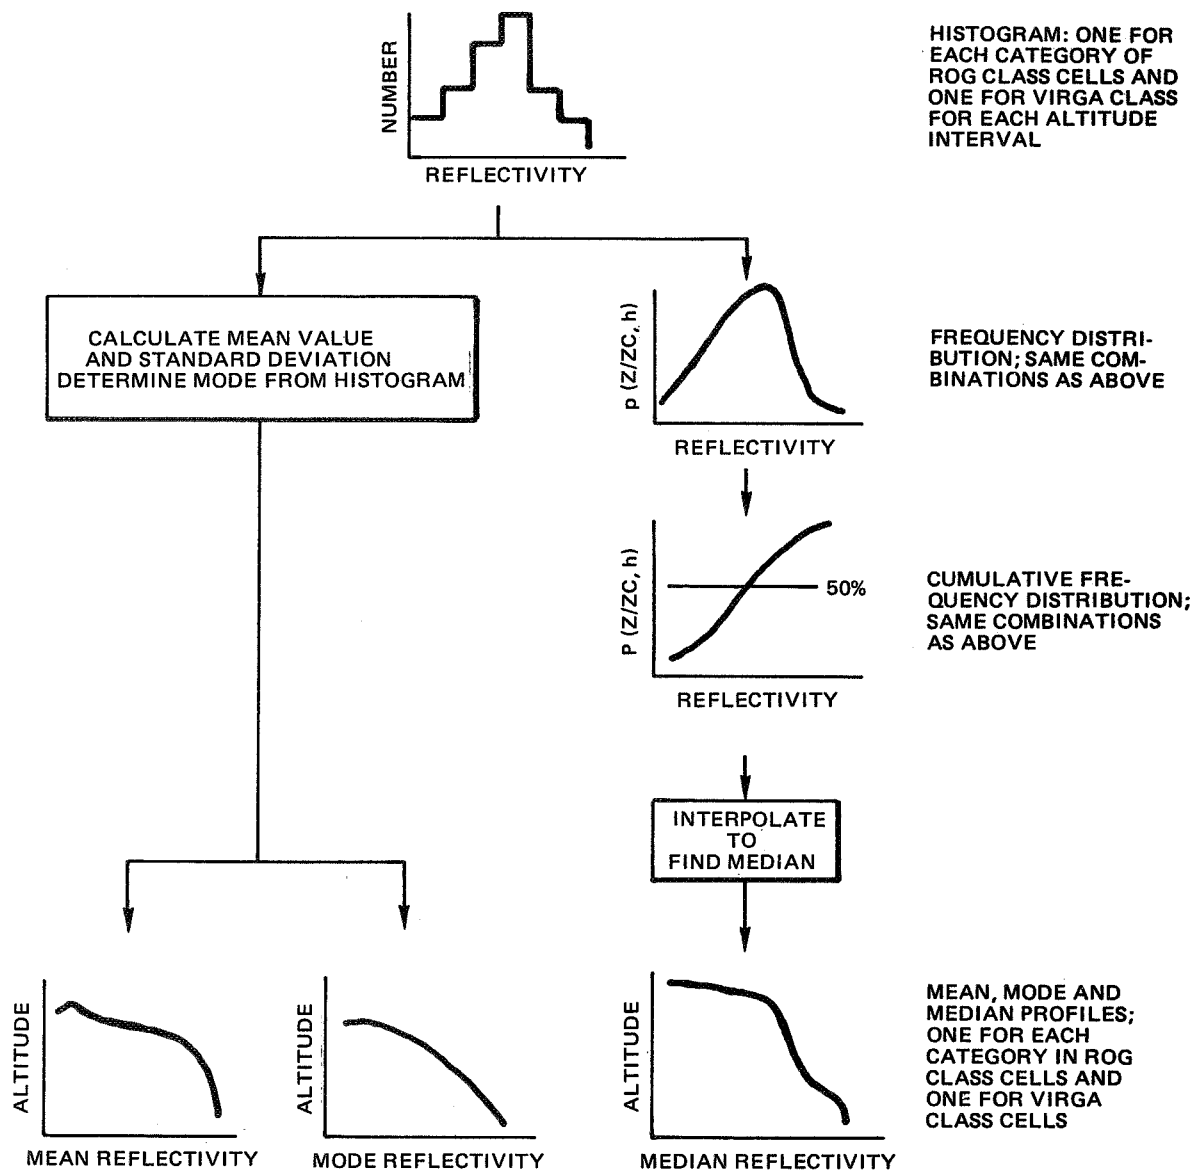 NUMBER
REFLECTIVITY
HISTOGRAM: ONE FOR
EACH CATEGORY OF
ROG CLASS CELLS AND
ONE FOR VIRGA CLASS
FOR EACH ALTITUDE
INTERVAL
CALCULATE MEAN VALUE
AND STANDARD DEVIATION
DETERMINE MODE FROM HISTOGRAM
p (Z/ZC, h)
REFLECTIVITY
FREQUENCY DISTRI-
BUTION; SAME COM-
BINATIONS AS ABOVE
P (Z/ZC, h)
50%
REFLECTIVITY
CUMULATIVE FRE-
QUENCY DISTRIBUTION;
SAME COMBINATIONS
AS ABOVE
INTERPOLATE
TO
FIND MEDIAN
ALTITUDE
MEAN REFLECTIVITY
ALTITUDE
MODE REFLECTIVITY
ALTITUDE
MEDIAN REFLECTIVITY
MEAN, MODE AND
MEDIAN PROFILES;
ONE FOR EACH
CATEGORY IN ROG
CLASS CELLS AND
ONE FOR VIRGA
CLASS CELLS